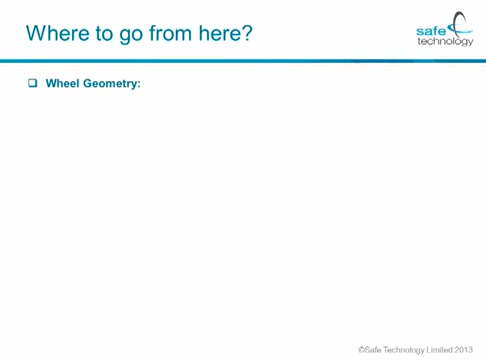 Where to go from here?
safe
technology
Wheel Geometry:
©Safe Technology Limited 2013